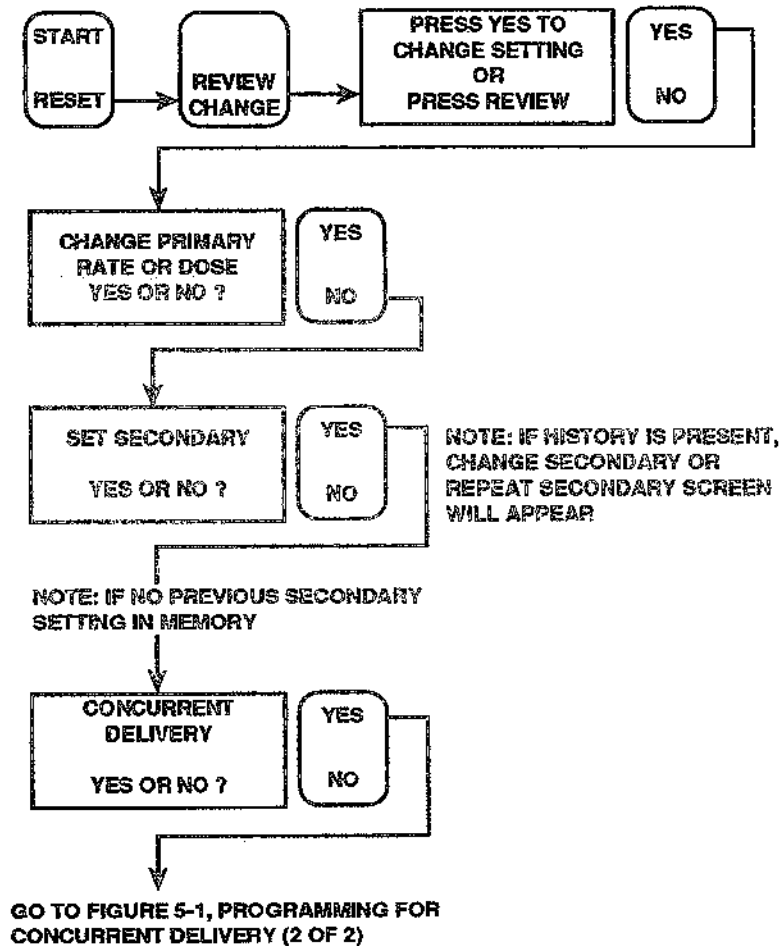 START
RESET
REVIEW
CHANGE
PRESS YES TO
CHANGE SETTING
OR
PRESS REVIEW
YES
NO
CHANGE PRIMARY
RATE OR DOSE
YES OR NO ?
YES
NO
SET SECONDARY
YES OR NO ?
YES
NO
NOTE: IF HISTORY IS PRESENT,
CHANGE SECONDARY OR
REPEAT SECONDARY SCREEN
WILL APPEAR
NOTE: IF NO PREVIOUS SECONDARY
SETTING IN MEMORY
CONCURRENT
DELIVERY
YES OR NO ?
YES
NO
GO TO FIGURE 5-1, PROGRAMMING FOR
CONCURRENT DELIVERY (2 OF 2)